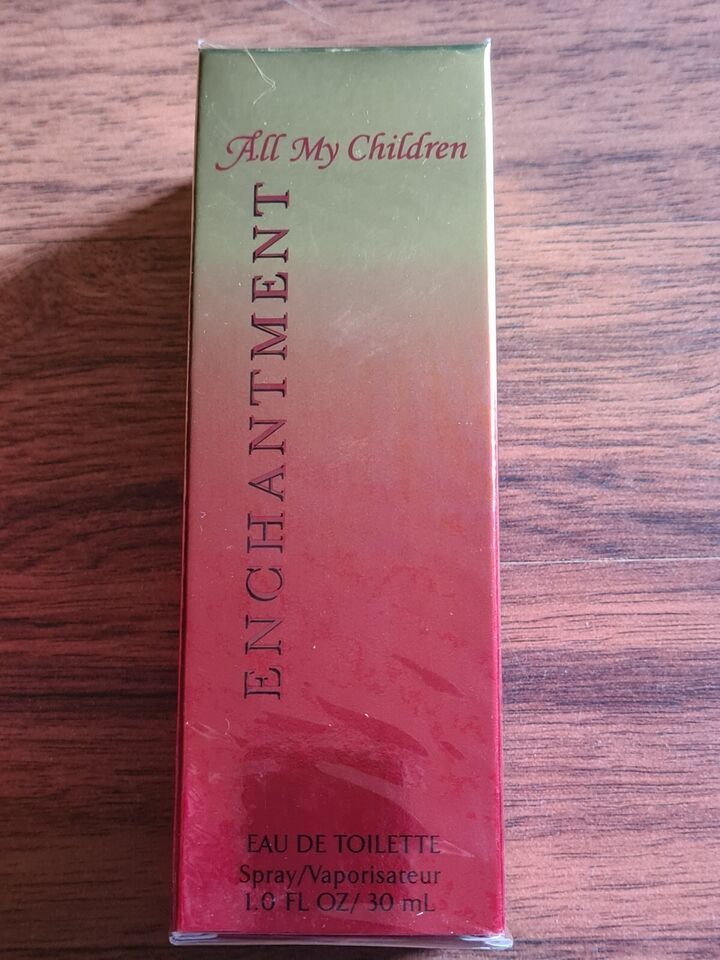 All My Children
ENCHANTMENT
EAU DE TOILETTE
Spray/Vaporisateur
1.0 FL OZ/ 30 mL